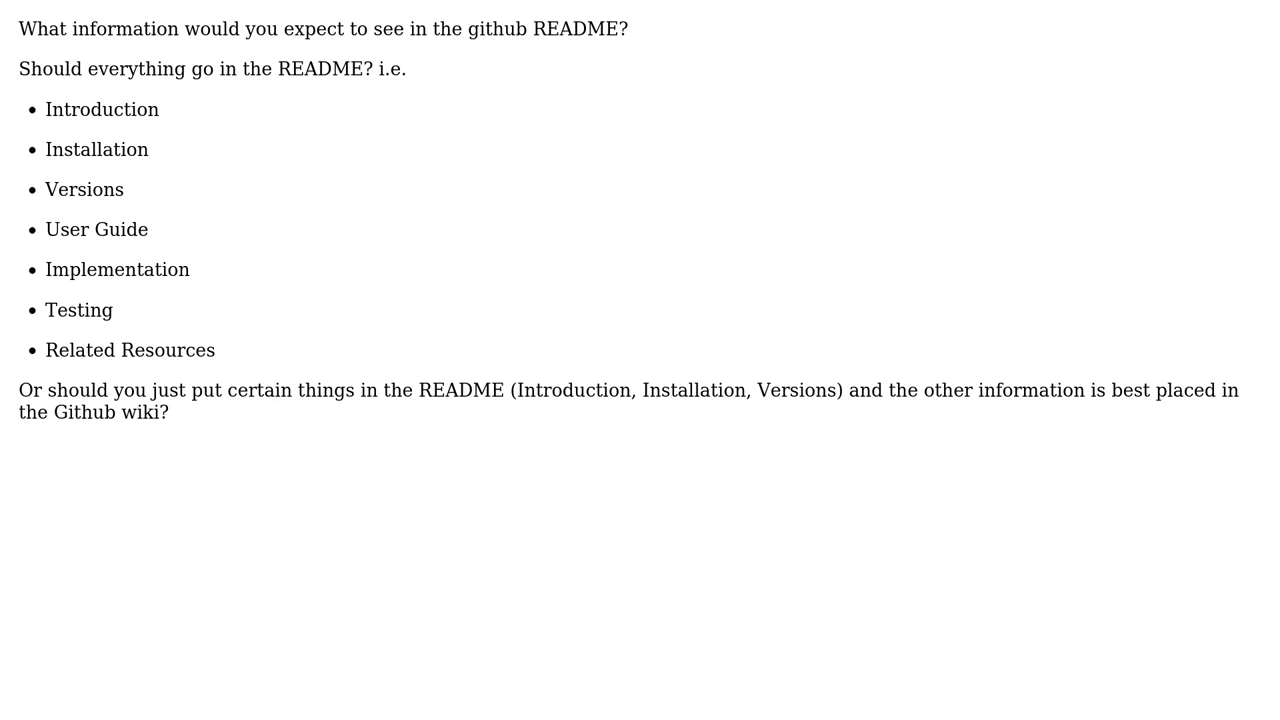 What information would you expect to see in the github README?
Should everything go in the README? i.e.
• Introduction
• Installation
• Versions
• User Guide
• Implementation
• Testing
• Related Resources
Or should you just put certain things in the README (Introduction, Installation, Versions) and the other information is best placed in
the Github wiki?